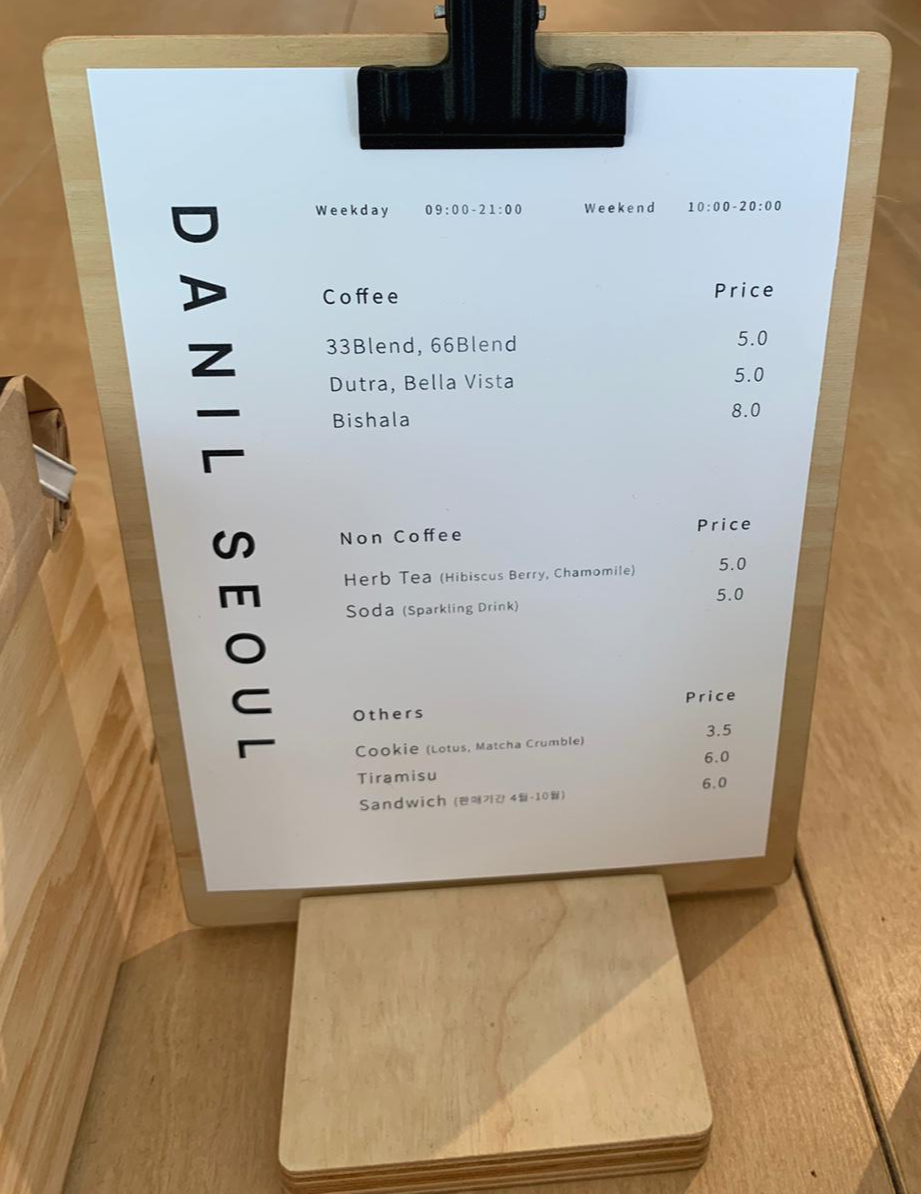 DANIL SEOUL
Weekday 09:00-21:00 Weekend 10:00-20:00
Coffee Price
33Blend, 66Blend 5.0
Dutra, Bella Vista 5.0
Bishala 8.0
Non Coffee Price
Herb Tea (Hibiscus Berry, Chamomile) 5.0
Soda (Sparkling Drink) 5.0
Others Price
Cookie (Lotus, Matcha Crumble) 3.5
Tiramisu 6.0
Sandwich (판매기간 4월-10월) 6.0